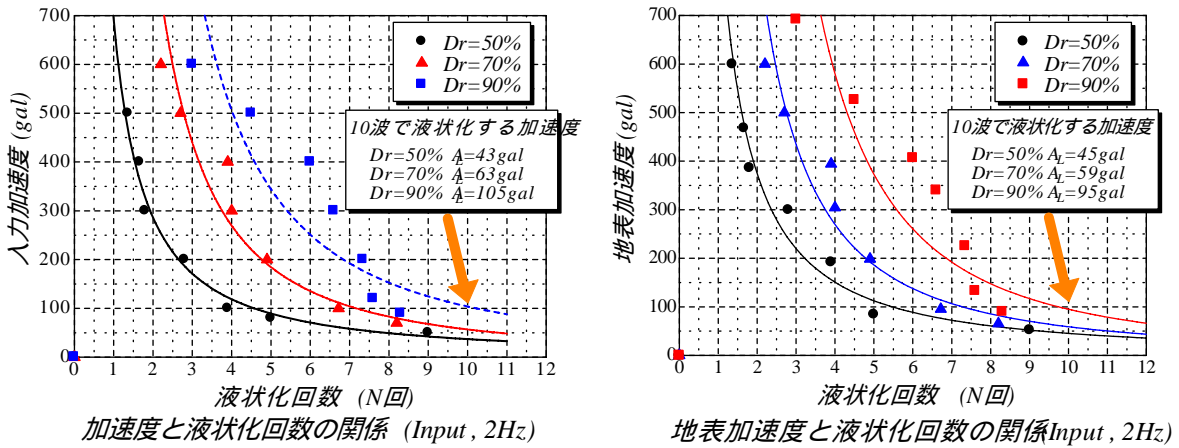 700
600
500
400
300
200
100
0
入力加速度 (gal)
0 1 2 3 4 5 6 7 8 9 10 11 12
液状化回数 (N回)
Dr=50%
Dr=70%
Dr=90%
10波で液状化する加速度
Dr=50% AL=43gal
Dr=70% AL=63gal
Dr=90% AL=105gal
加速度と液状化回数の関係 (Input , 2Hz)
700
600
500
400
300
200
100
0
地表加速度 (gal)
0 1 2 3 4 5 6 7 8 9 10 11 12
液状化回数 (N回)
Dr=50%
Dr=70%
Dr=90%
10波で液状化する加速度
Dr=50% AL=45gal
Dr=70% AL=59gal
Dr=90% AL=95gal
地表加速度と液状化回数の関係Input , 2Hz)